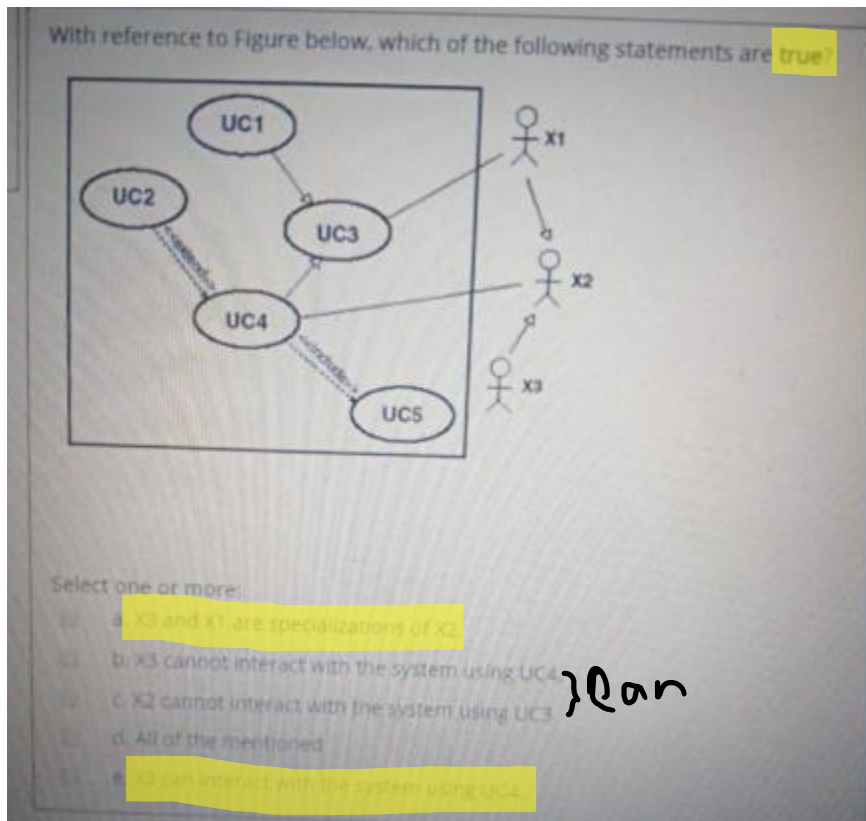 With reference to Figure below, which of the following statements are true?
UC1
X1
UC2
UC3
<<extend>>
X2
UC4
<<include>>
X3
UC5
Select one or more:
a. X3 and X1 are specializations of X2.
b. X3 cannot interact with the system using UC4.
c. X2 cannot interact with the system using UC3
} Can
d. All of the mentioned
e. X3 can interact with the system using UC4.